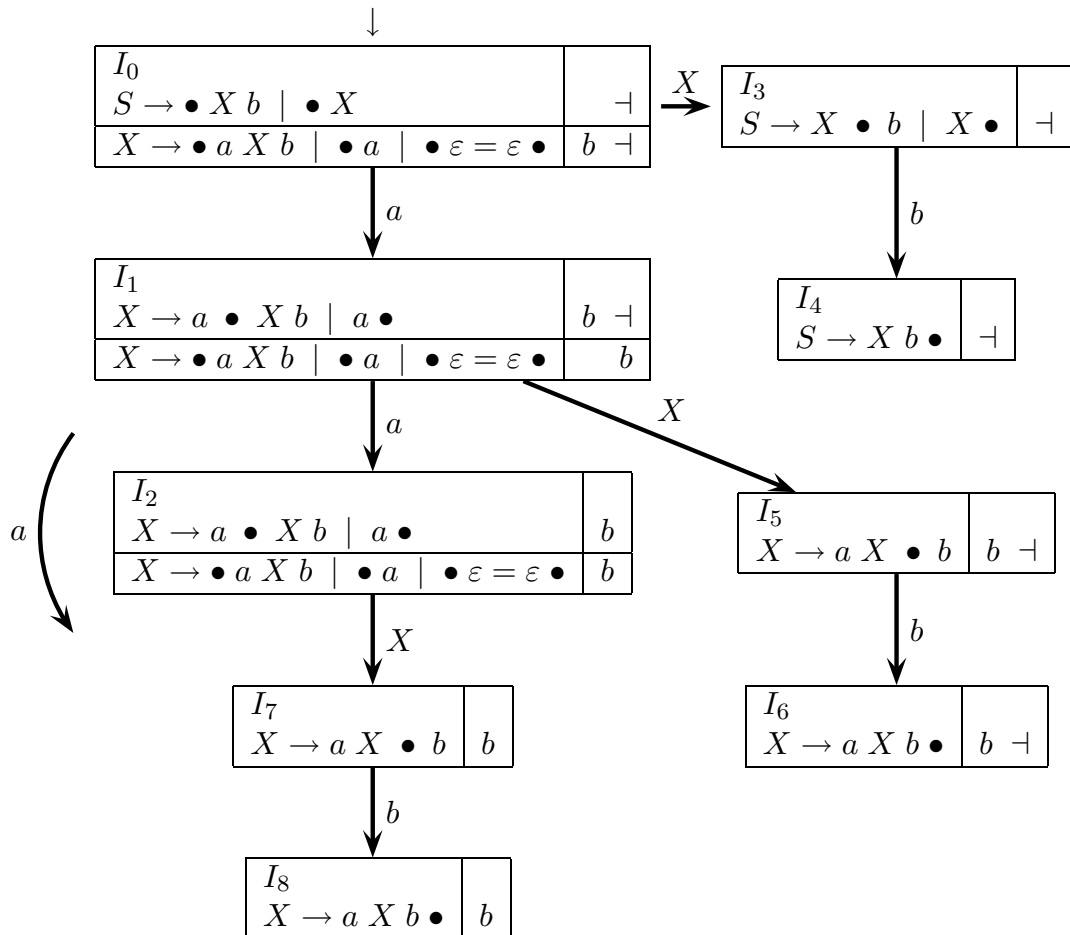 ↓
I₀
S → • X b | • X ⊣
X → • a X b | • a | • ε = ε • b ⊣
X
I₃
S → X • b | X • ⊣
a
b
I₁
X → a • X b | a • b ⊣
X → • a X b | • a | • ε = ε • b
I₄
S → X b • ⊣
a
X
a
I₂
X → a • X b | a • b
X → • a X b | • a | • ε = ε • b
I₅
X → a X • b b ⊣
X
b
I₇
X → a X • b b
I₆
X → a X b • b ⊣
b
I₈
X → a X b • b